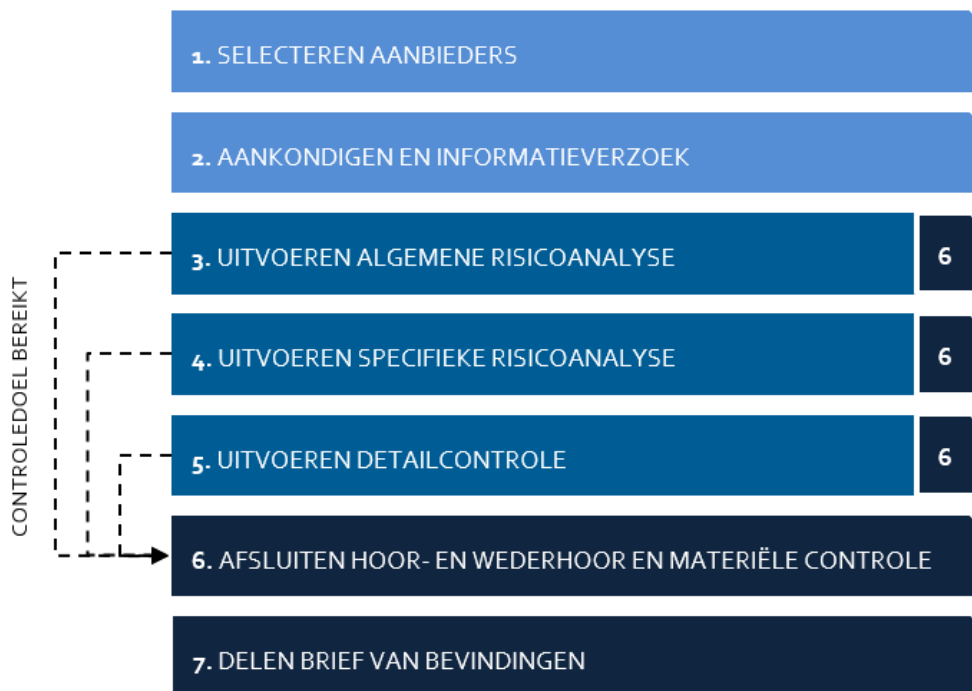 1. SELECTEREN AANBIEDERS
2. AANKONDIGEN EN INFORMATIEVERZOEK
3. UITVOEREN ALGEMENE RISICOANALYSE
6
4. UITVOEREN SPECIFIEKE RISICOANALYSE
6
5. UITVOEREN DETAILCONTROLE
6
CONTROLEDOEL BEREIKT
6. AFSLUITEN HOOR- EN WEDERHOOR EN MATERIËLE CONTROLE
7. DELEN BRIEF VAN BEVINDINGEN